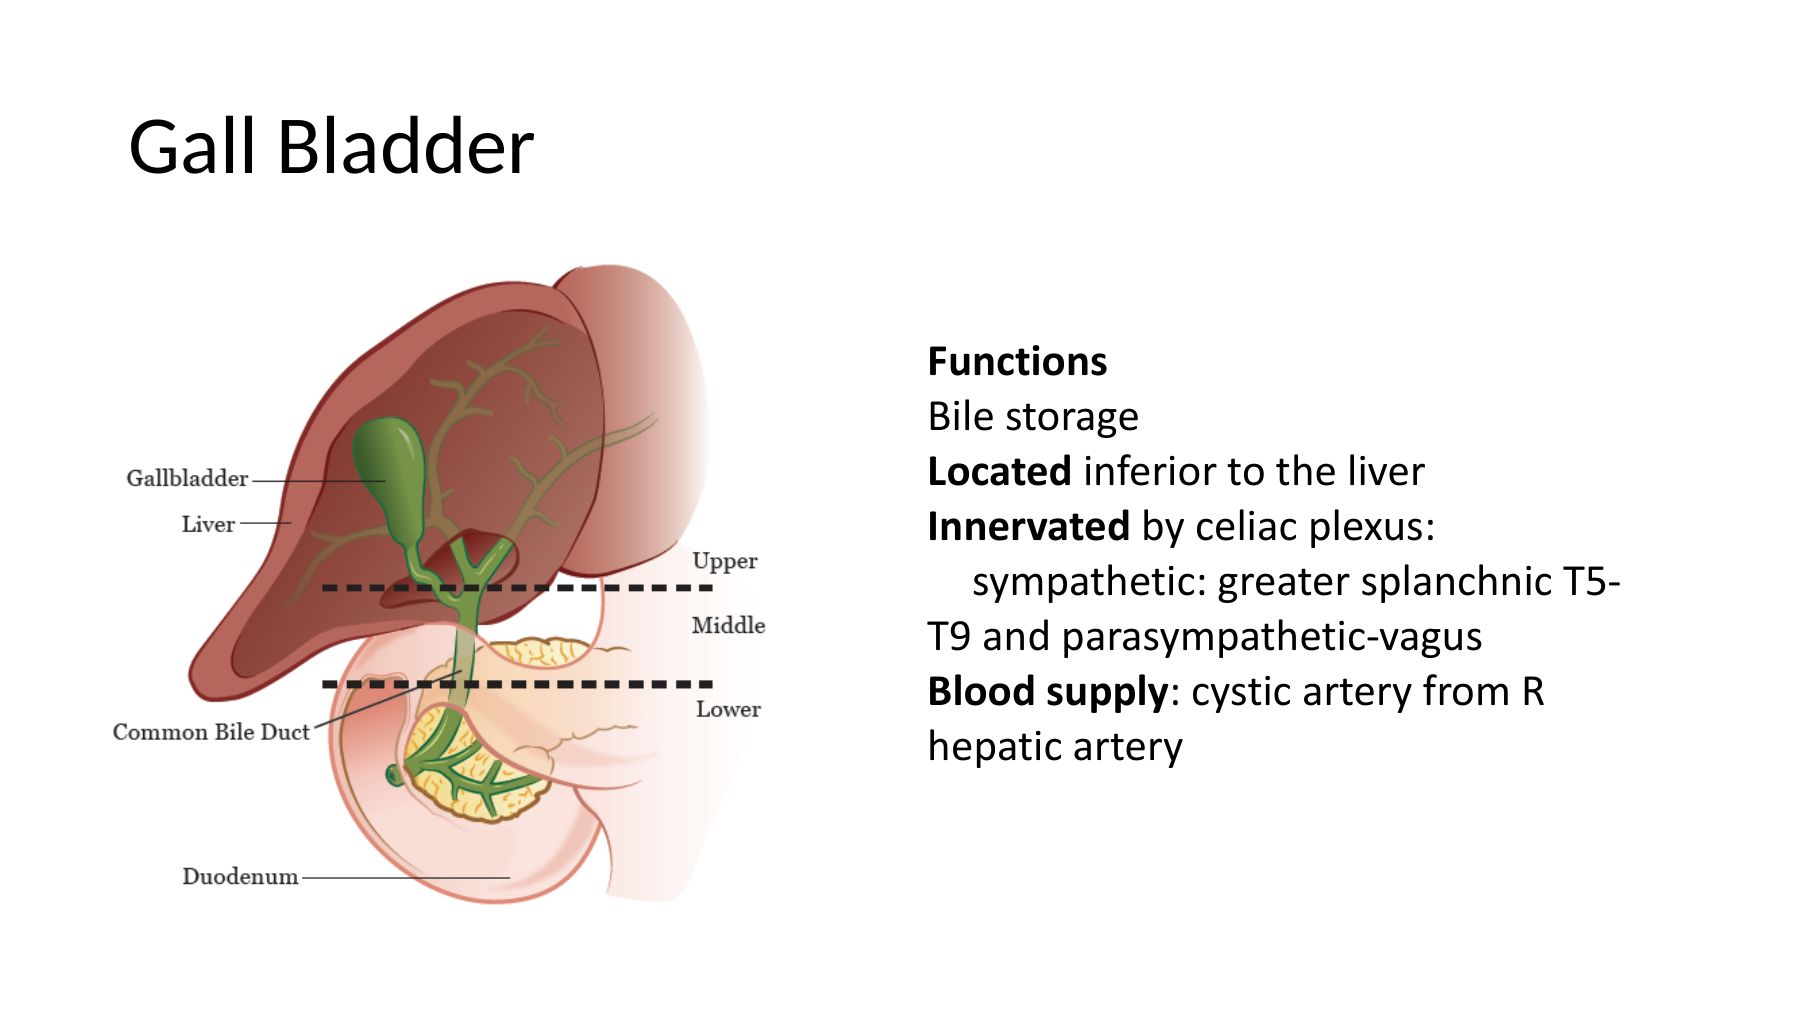 Gall Bladder
Gallbladder
Liver
Upper
Middle
Lower
Common Bile Duct
Duodenum
Functions
Bile storage
Located inferior to the liver
Innervated by celiac plexus:
sympathetic: greater splanchnic T5-
T9 and parasympathetic-vagus
Blood supply: cystic artery from R
hepatic artery